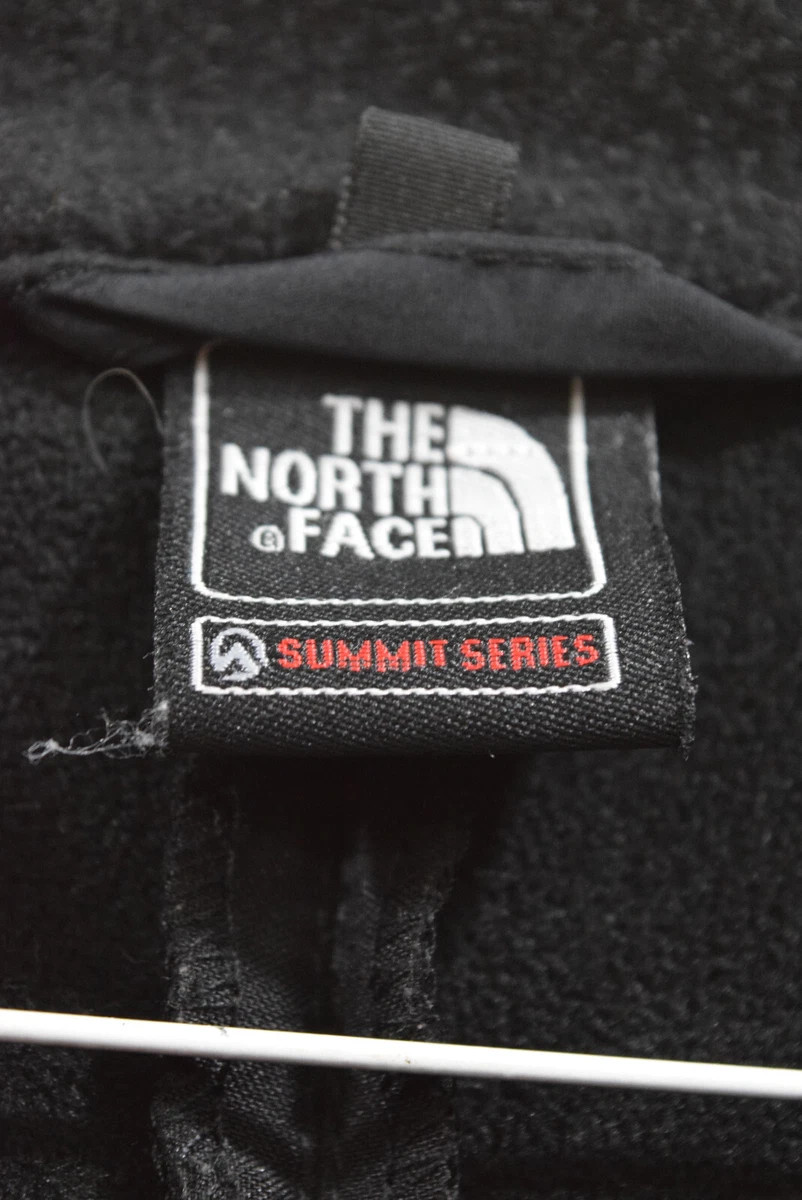 THE
NORTH
®FACE
SUMMIT SERIES